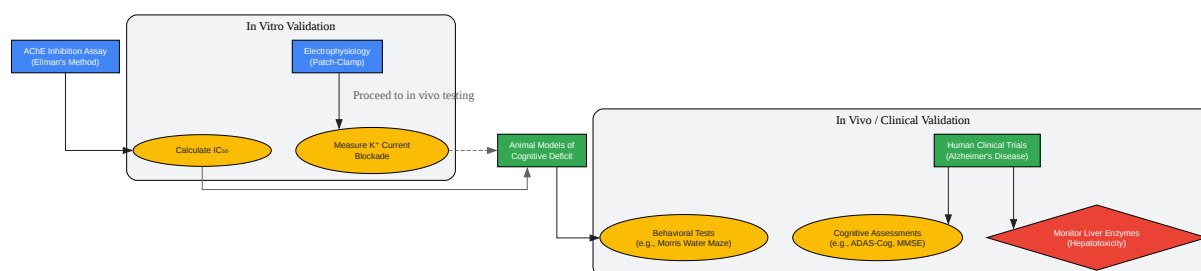 In Vitro Validation
AChE Inhibition Assay
(Ellman's Method)
Electrophysiology
(Patch-Clamp)
Proceed to in vivo testing
Calculate IC₅₀
Measure K⁺ Current
Blockade
Animal Models of
Cognitive Deficit
In Vivo / Clinical Validation
Human Clinical Trials
(Alzheimer's Disease)
Behavioral Tests
(e.g., Morris Water Maze)
Cognitive Assessments
(e.g., ADAS-Cog, MMSE)
Monitor Liver Enzymes
(Hepatotoxicity)